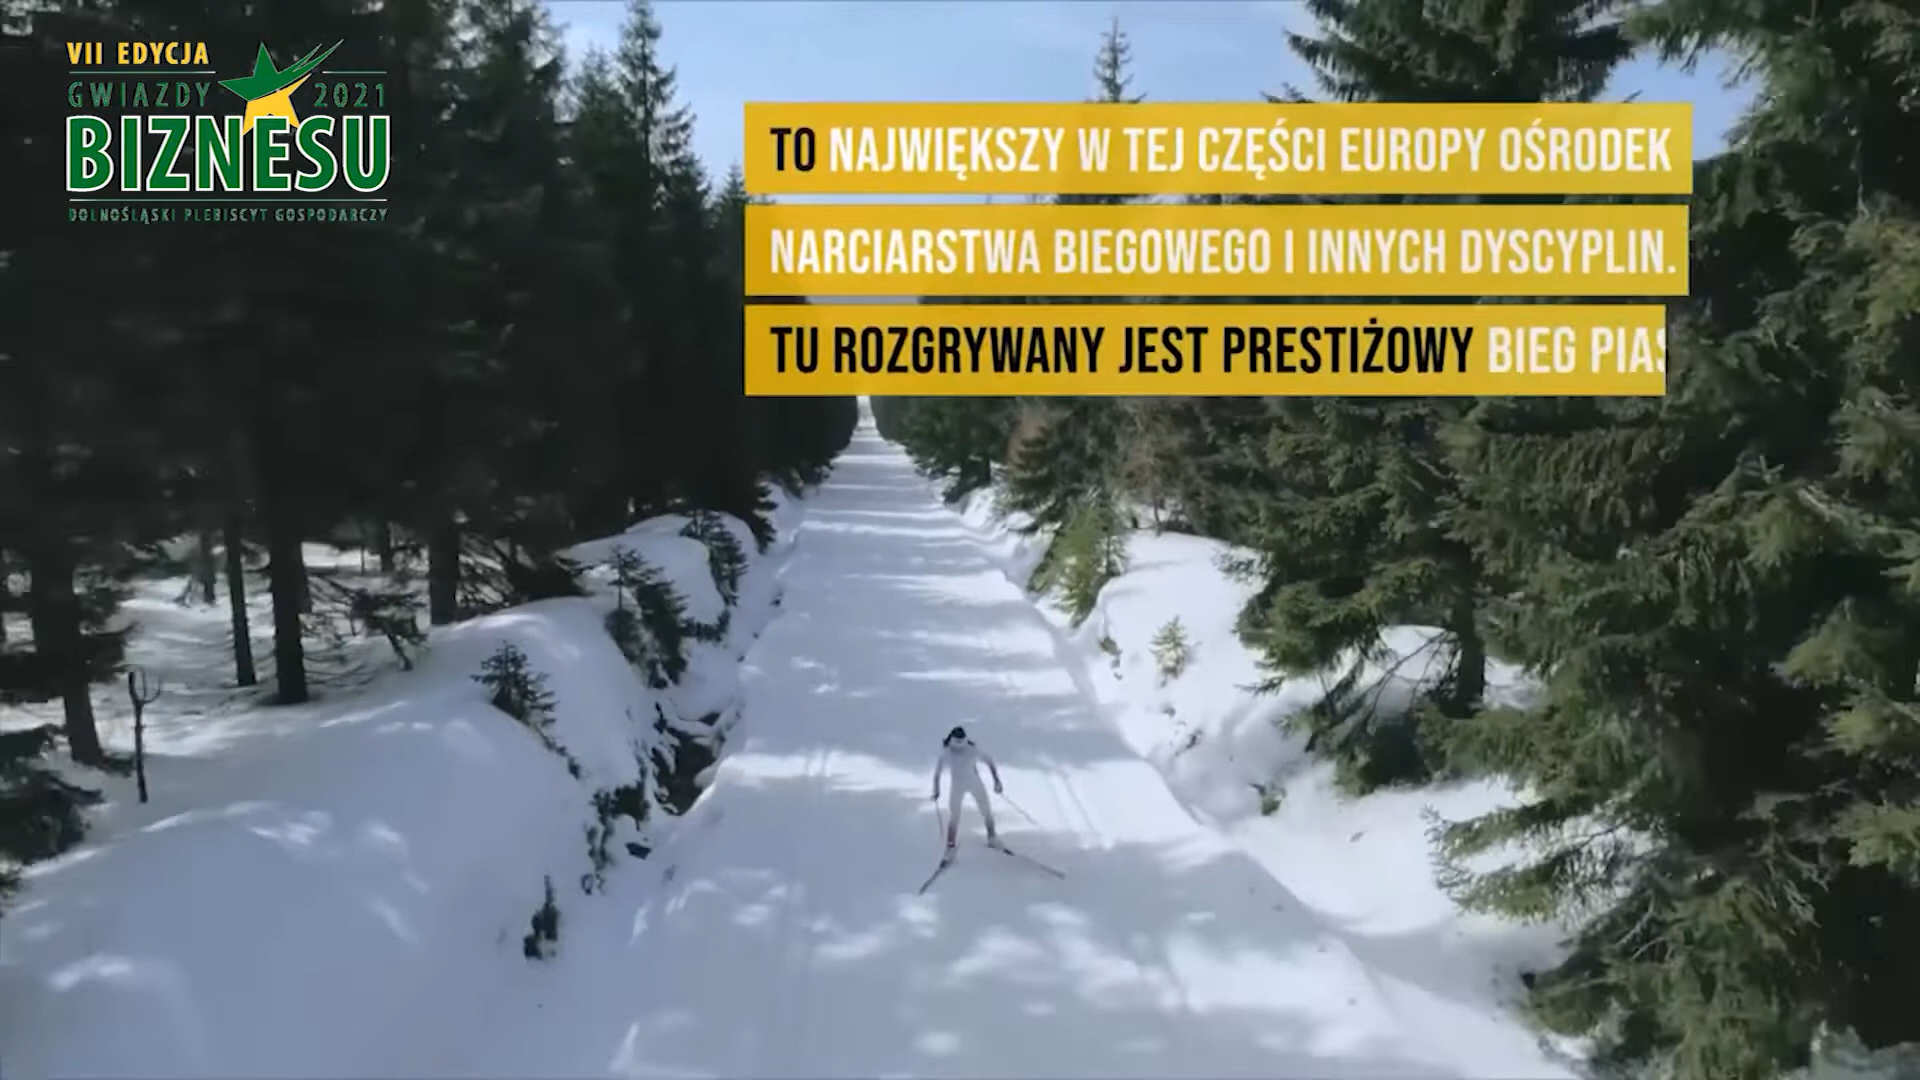 VII EDYCJA
GWIAZDY 2021
BIZNESU
DOLNOŚLĄSKI PLEBISCYT GOSPODARCZY
TO NAJWIĘKSZY W TEJ CZĘŚCI EUROPY OŚRODEK
NARCIARSTWA BIEGOWEGO I INNYCH DYSCYPLIN.
TU ROZGRYWANY JEST PRESTIŻOWY BIEG PIAS